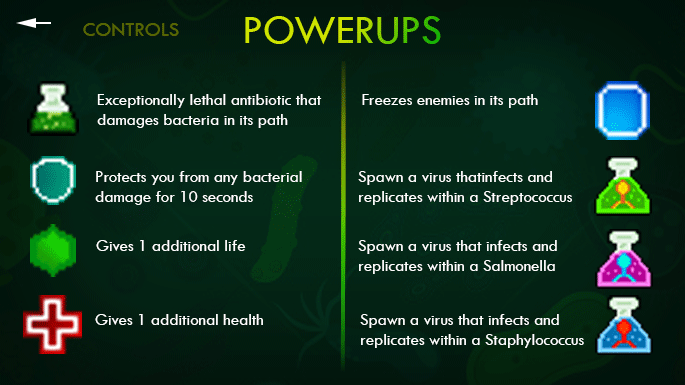 CONTROLS
POWERUPS
Exceptionally lethal antibiotic that
damages bacteria in its path
Protects you from any bacterial
damage for 10 seconds
Gives 1 additional life
Gives 1 additional health
Freezes enemies in its path
Spawn a virus thatinfects and
replicates within a Streptococcus
Spawn a virus that infects and
replicates within a Salmonella
Spawn a virus that infects and
replicates within a Staphylococcus